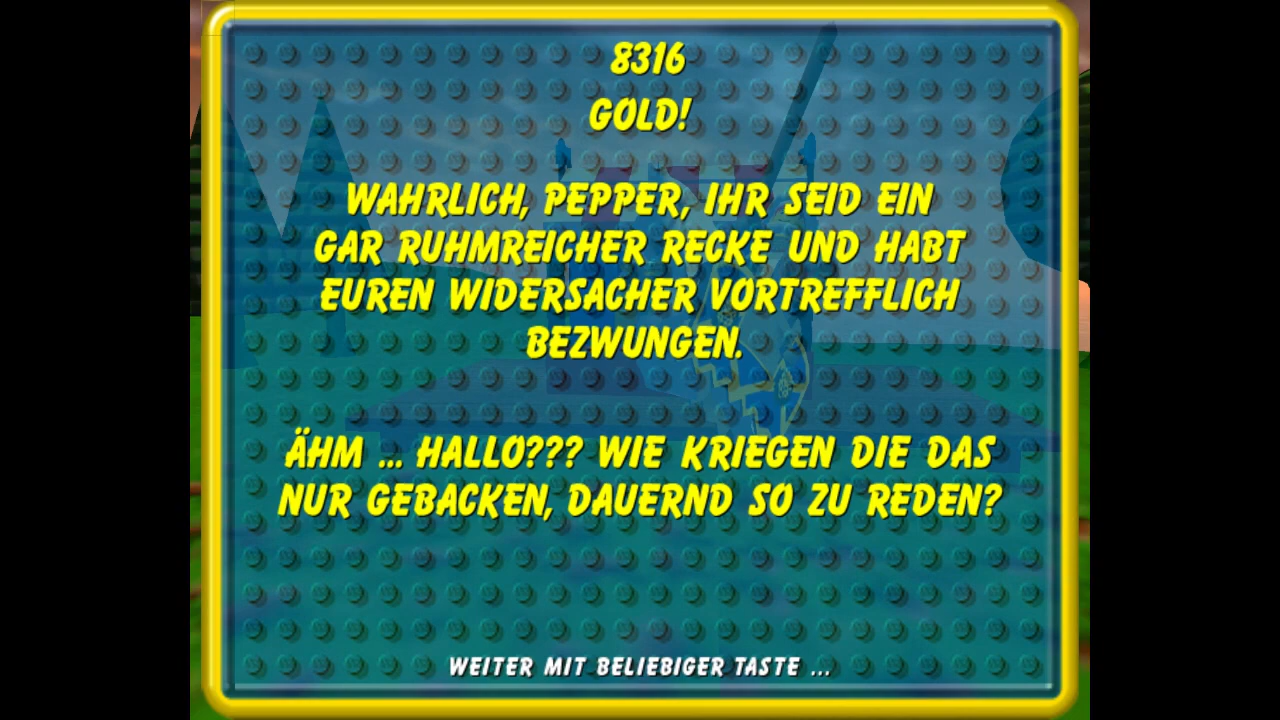 8316
GOLD!
WAHRLICH, PEPPER, IHR SEID EIN
GAR RUHMREICHER RECKE UND HABT
EUREN WIDERSACHER VORTREFFLICH
BEZWUNGEN.
ÄHM ... HALLO??? WIE KRIEGEN DIE DAS
NUR GEBACKEN, DAUERND SO ZU REDEN?
WEITER MIT BELIEBIGER TASTE ...